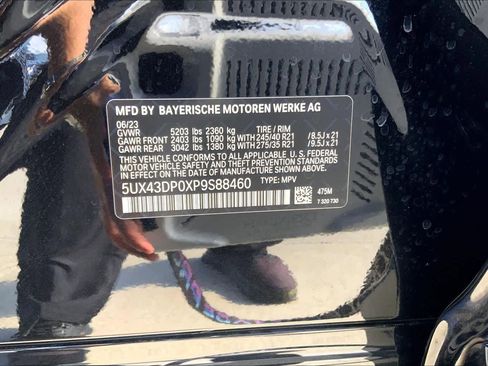 MFD BY BAYERISCHE MOTOREN WERKE AG
06/23
GVWR 5203 lbs 2360 kg TIRE / RIM
GAWR FRONT 2403 lbs 1090 kg 245/40 R21 / 8.5J x 21
GAWR REAR 3042 lbs 1380 kg 275/35 R21 / 9.5J x 21
THIS VEHICLE CONFORMS TO ALL APPLICABLE U.S. FEDERAL
MOTOR VEHICLE SAFETY AND THEFT PREVENTION STANDARDS
IN EFFECT ON THE DATE OF MANUFACTURE SHOWN ABOVE.
5UX43DP0XP9S88460 TYPE: MPV
475M
7 320 730